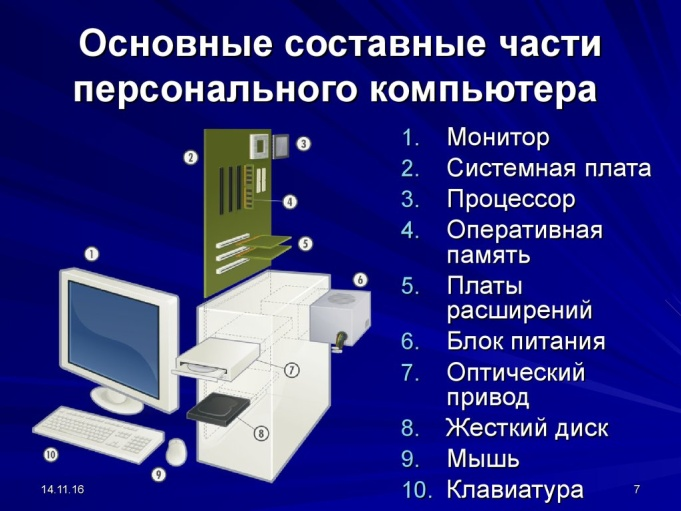 Основные составные части
персонального компьютера
1. Монитор
2. Системная плата
3. Процессор
4. Оперативная
память
5. Платы
расширений
6. Блок питания
7. Оптический
привод
8. Жесткий диск
9. Мышь
10. Клавиатура
2
3
4
5
1
6
7
8
10
9
14.11.16
7